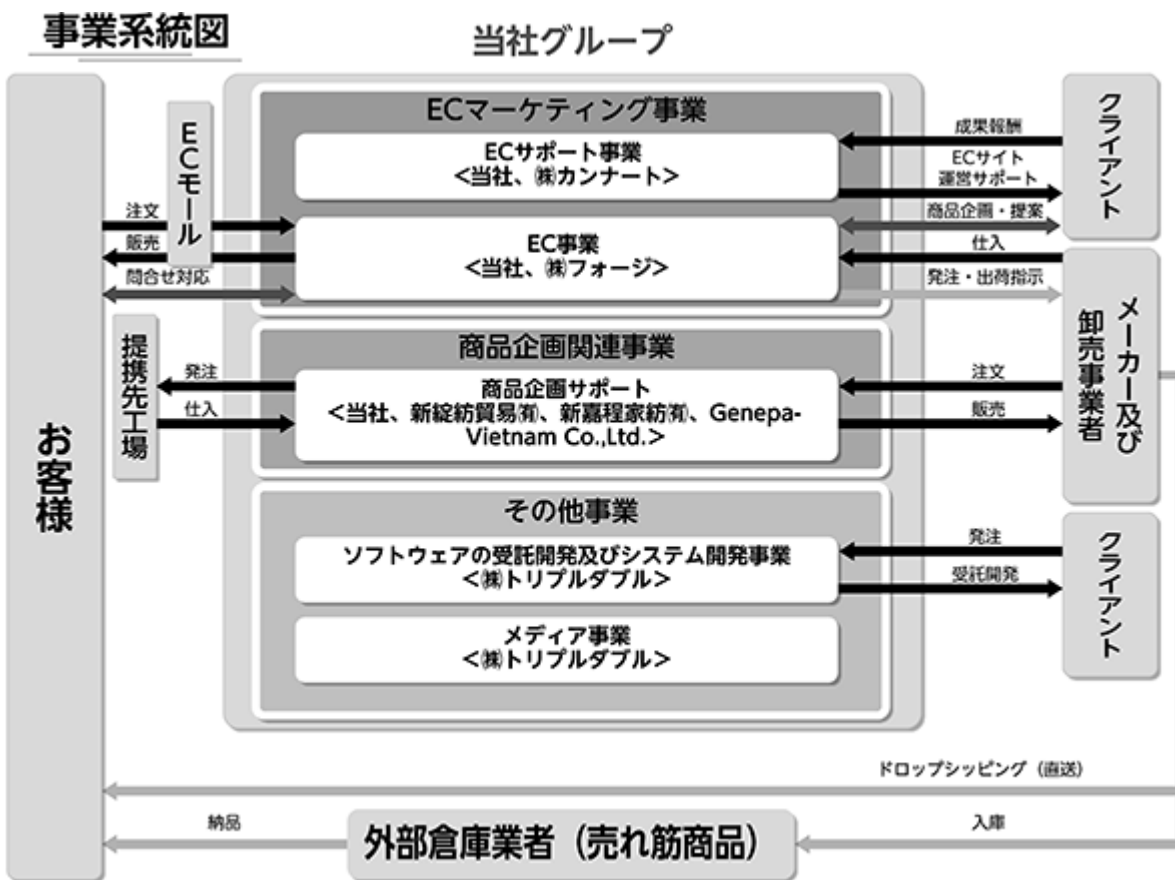 事業系統図
当社グループ
お客様
ECモール
注文
販売
問合せ対応
提携先工場
発注
仕入
ECマーケティング事業
ECサポート事業
<当社、㈱カンナート>
EC事業
<当社、㈱フォージ>
商品企画関連事業
商品企画サポート
<当社、新綻紡貿易㈲、新嘉程家紡㈲、Genepa-
Vietnam Co.,Ltd.>
その他事業
ソフトウェアの受託開発及びシステム開発事業
<㈱トリプルダブル>
メディア事業
<㈱トリプルダブル>
成果報酬
ECサイト
運営サポート
商品企画・提案
仕入
発注・出荷指示
注文
販売
発注
受託開発
クライアント
メーカー及び
卸売事業者
クライアント
ドロップシッピング（直送）
納品
外部倉庫業者（売れ筋商品）
入庫